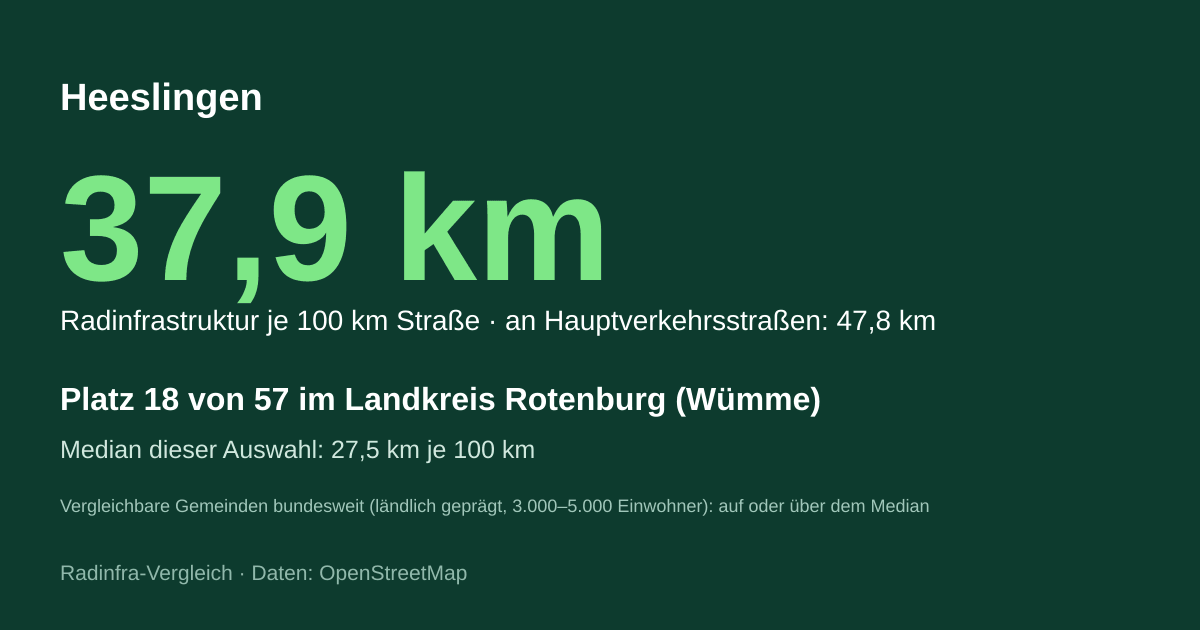 Heeslingen
37,9 km
Radinfrastruktur je 100 km Straße · an Hauptverkehrsstraßen: 47,8 km
Platz 18 von 57 im Landkreis Rotenburg (Wümme)
Median dieser Auswahl: 27,5 km je 100 km
Vergleichbare Gemeinden bundesweit (ländlich geprägt, 3.000–5.000 Einwohner): auf oder über dem Median
Radinfra-Vergleich · Daten: OpenStreetMap